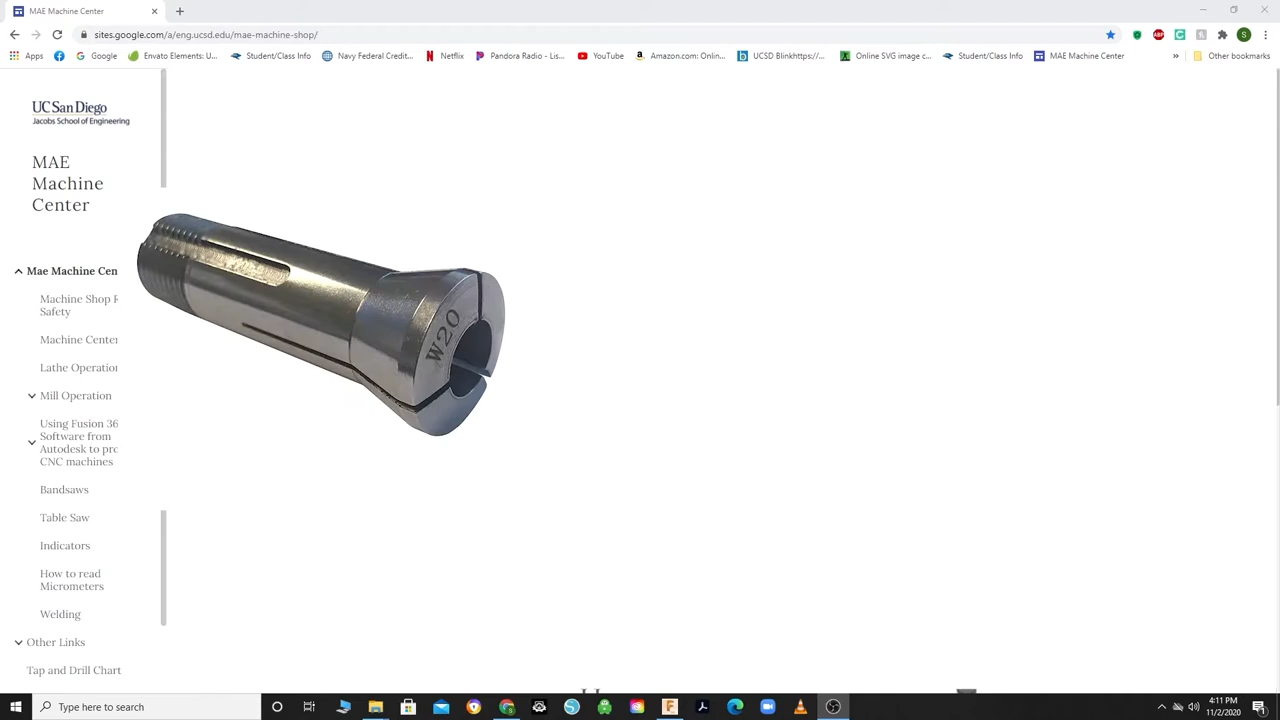 MAE Machine Center
sites.google.com/a/eng.ucsd.edu/mae-machine-shop/
Apps
Google
Envato Elements: U...
Student/Class Info
Navy Federal Credit...
Netflix
Pandora Radio - Lis...
YouTube
Amazon.com: Onlin...
UCSD Blinkhttps://...
Online SVG image c...
Student/Class Info
MAE Machine Center
»
Other bookmarks
UC San Diego
Jacobs School of Engineering
MAE
Machine
Center
Mae Machine Cen
Machine Shop R
Safety
Machine Center
Lathe Operation
Mill Operation
Using Fusion 36
Software from
Autodesk to pro
CNC machines
Bandsaws
Table Saw
Indicators
How to read
Micrometers
Welding
Other Links
Tap and Drill Chart
W20
Type here to search
4:11 PM
11/2/2020